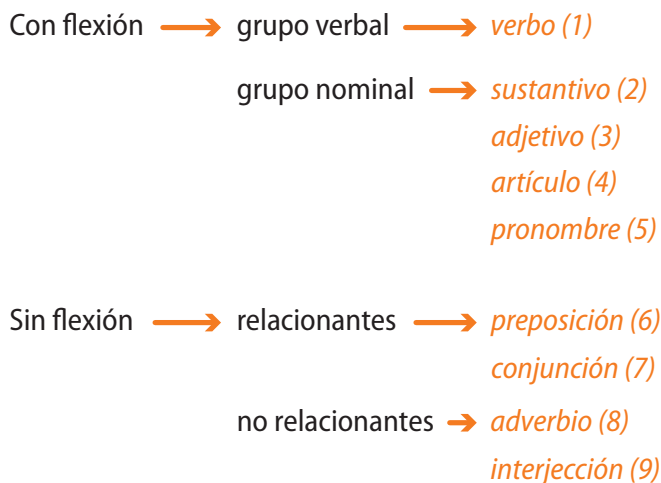 Con flexión → grupo verbal → verbo (1)
grupo nominal → sustantivo (2)
adjetivo (3)
artículo (4)
pronombre (5)
Sin flexión → relacionantes → preposición (6)
conjunción (7)
no relacionantes → adverbio (8)
interjección (9)